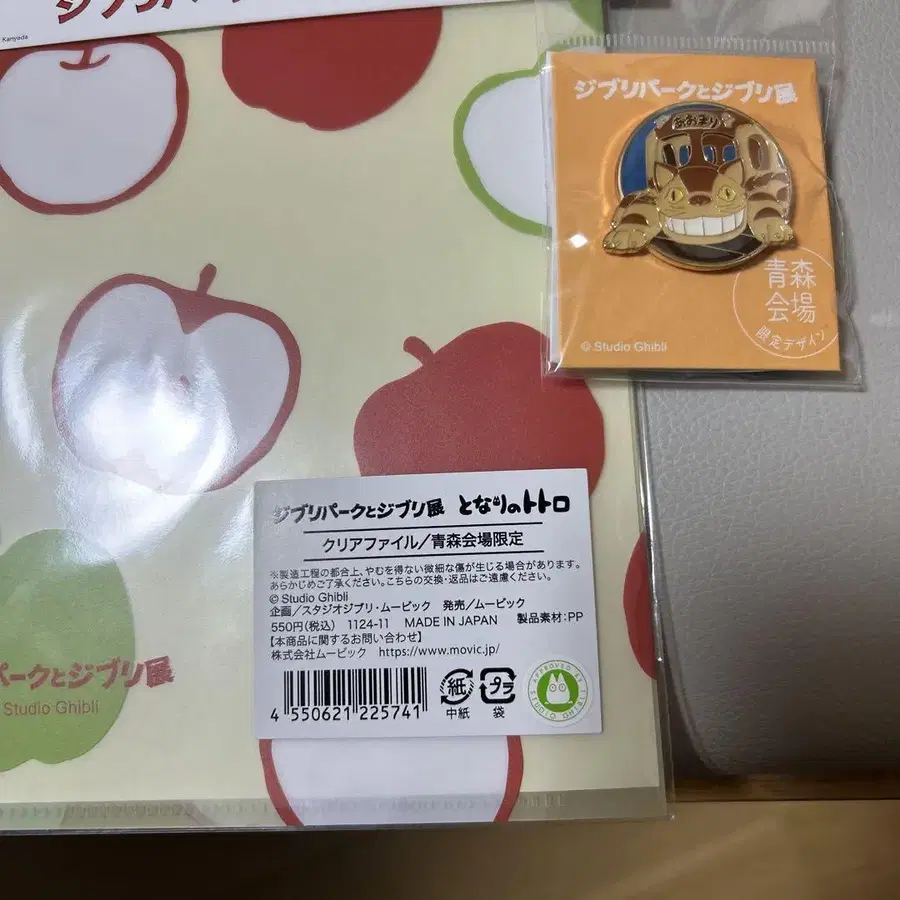 Kanyada
ジブリパーク
ジブリパークとジブリ展
あおもり
青森
会場
限定デザイン
© Studio Ghibli
ジブリパークとジブリ展 となりのトトロ
クリアファイル/青森会場限定
※製造工程の都合上、やむを得ない微細な傷が生じる場合があります。
あらかじめご了承ください。こちらの交換・返品はご遠慮ください。
© Studio Ghibli
企画/スタジオジブリ・ムービック 発売/ムービック
550円(税込) 1124-11 MADE IN JAPAN 製品素材:PP
【本商品に関するお問い合わせ】
株式会社ムービック https://www.movic.jp/
4 550621 225741
紙
中紙
プラ
袋
APPROVED BY STUDIO GHIBLI
パークとジブリ展
Studio Ghibli